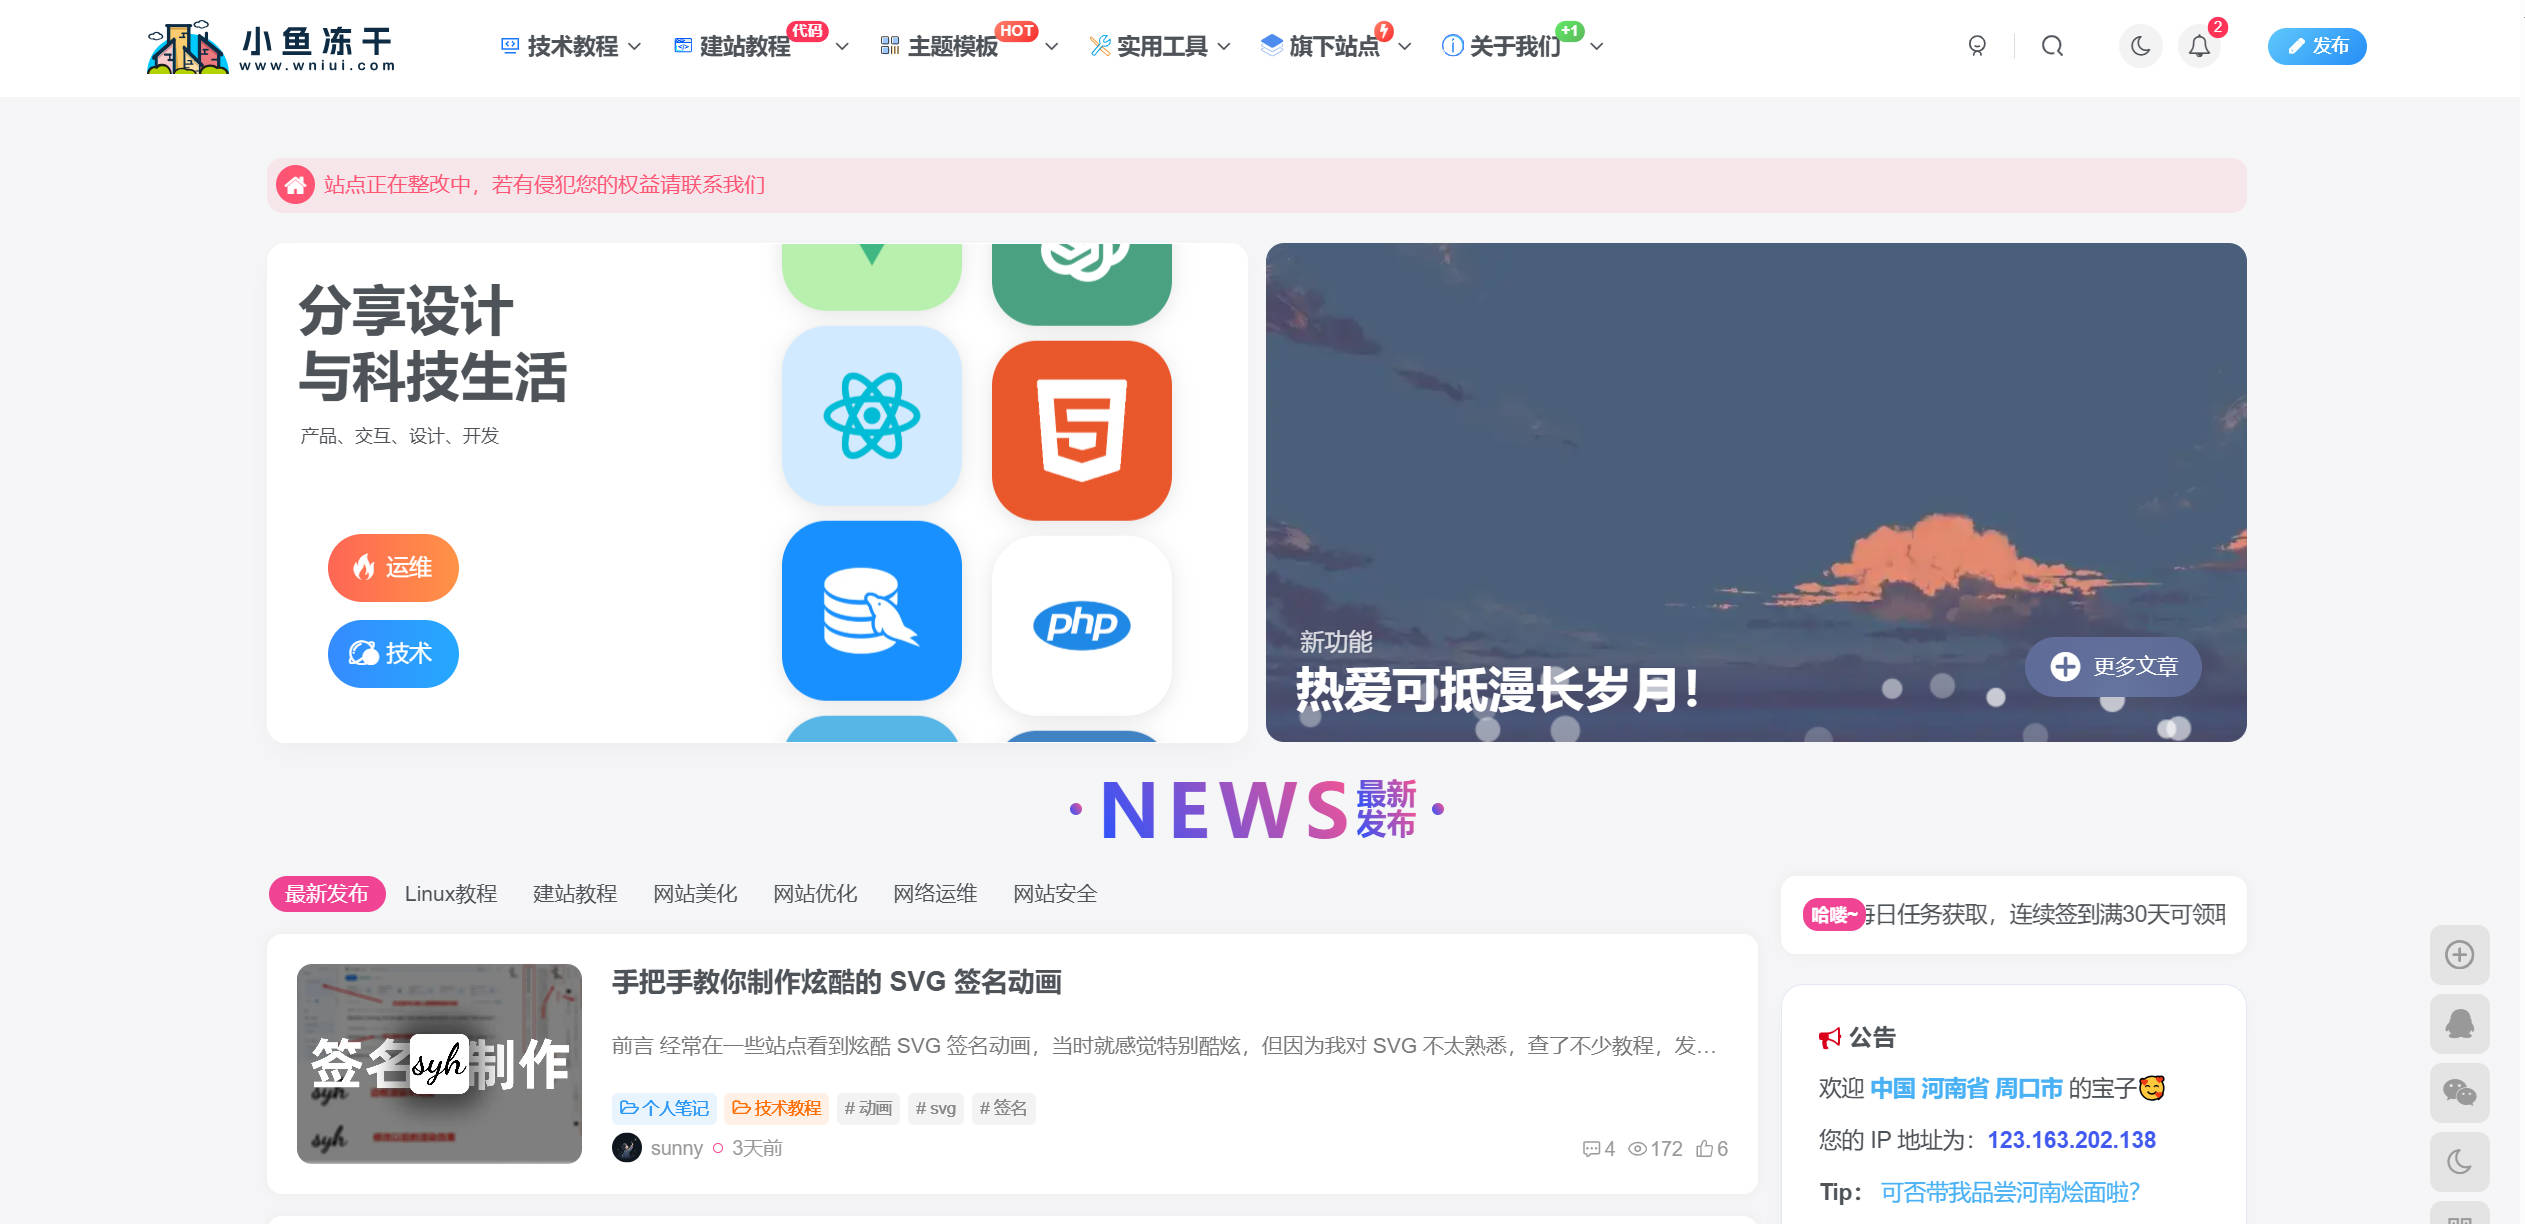 小鱼冻干
www.wniui.com
技术教程
建站教程
代码
主题模板
HOT
实用工具
旗下站点
关于我们
+1
2
发布
站点正在整改中，若有侵犯您的权益请联系我们
分享设计
与科技生活
产品、交互、设计、开发
运维
技术
5
php
新功能
热爱可抵漫长岁月！
更多文章
NEWS
最新
发布
最新发布 Linux教程 建站教程 网站美化 网站优化 网络运维 网站安全
签名syh制作
syh
syh
手把手教你制作炫酷的 SVG 签名动画
前言 经常在一些站点看到炫酷 SVG 签名动画，当时就感觉特别酷炫，但因为我对 SVG 不太熟悉，查了不少教程，发…
个人笔记 技术教程 # 动画 # svg # 签名
sunny 3天前
4 172 6
哈喽~ 每日任务获取，连续签到满30天可领取
公告
欢迎 中国 河南省 周口市 的宝子🥰
您的 IP 地址为：123.163.202.138
Tip： 可否带我品尝河南烩面啦？